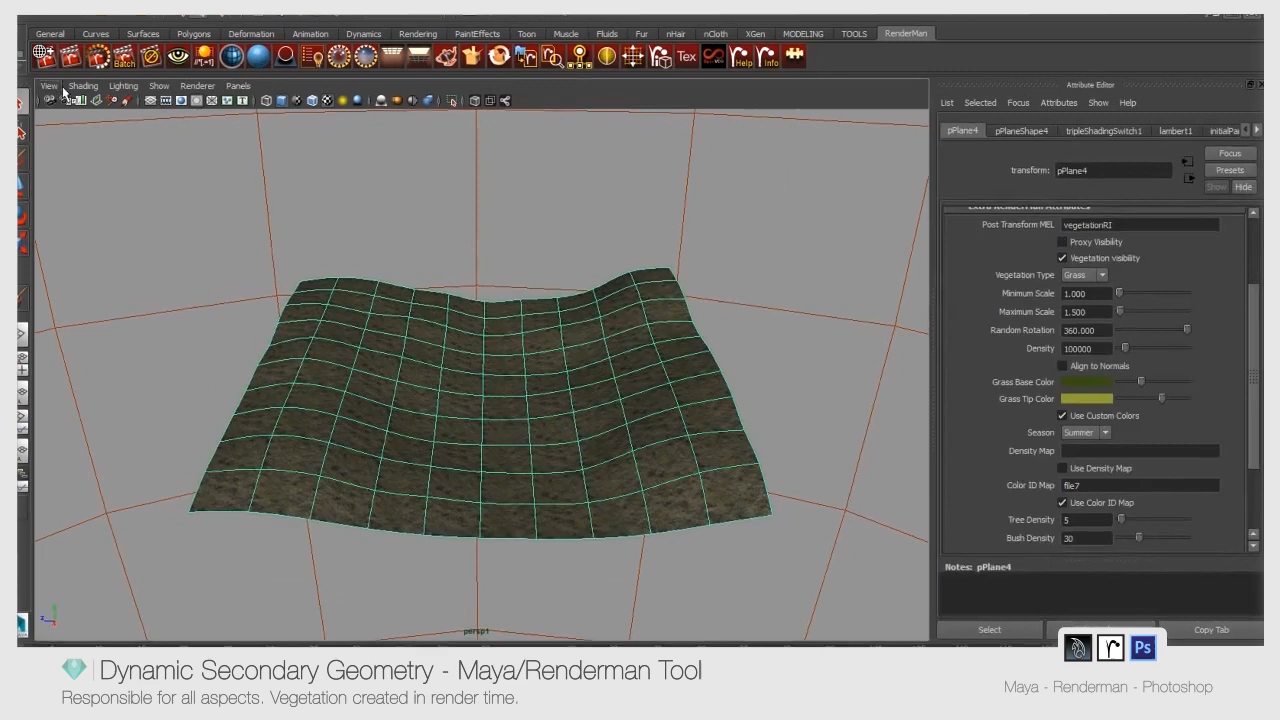 General Curves Surfaces Polygons Deformation Animation Dynamics Rendering PaintEffects Toon Muscle Fluids Fur nHair nCloth XGen MODELING TOOLS RenderMan
Batch Tex Help Info
View Shading Lighting Show Renderer Panels
Attribute Editor
List Selected Focus Attributes Show Help
pPlane4 pPlaneShape4 tripleShadingSwitch1 lambert1 initialPa
Focus
transform: pPlane4 Presets
Show Hide
Extra RenderMan Attributes
Post Transform MEL vegetationRI
Proxy Visibility
Vegetation visibility
Vegetation Type Grass
Minimum Scale 1.000
Maximum Scale 1.500
Random Rotation 360.000
Density 100000
Align to Normals
Grass Base Color
Grass Tip Color
Use Custom Colors
Season Summer
Density Map
Use Density Map
Color ID Map file7
Use Color ID Map
Tree Density 5
Bush Density 30
Notes: pPlane4
persp1
Select Copy Tab
Ps
Dynamic Secondary Geometry - Maya/Renderman Tool
Responsible for all aspects. Vegetation created in render time.
Maya - Renderman - Photoshop